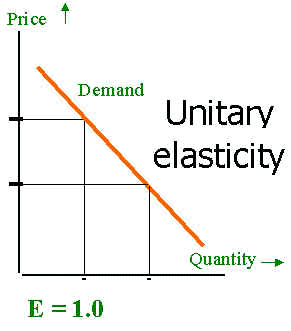 Price
Demand
Unitary
elasticity
Quantity
E = 1.0